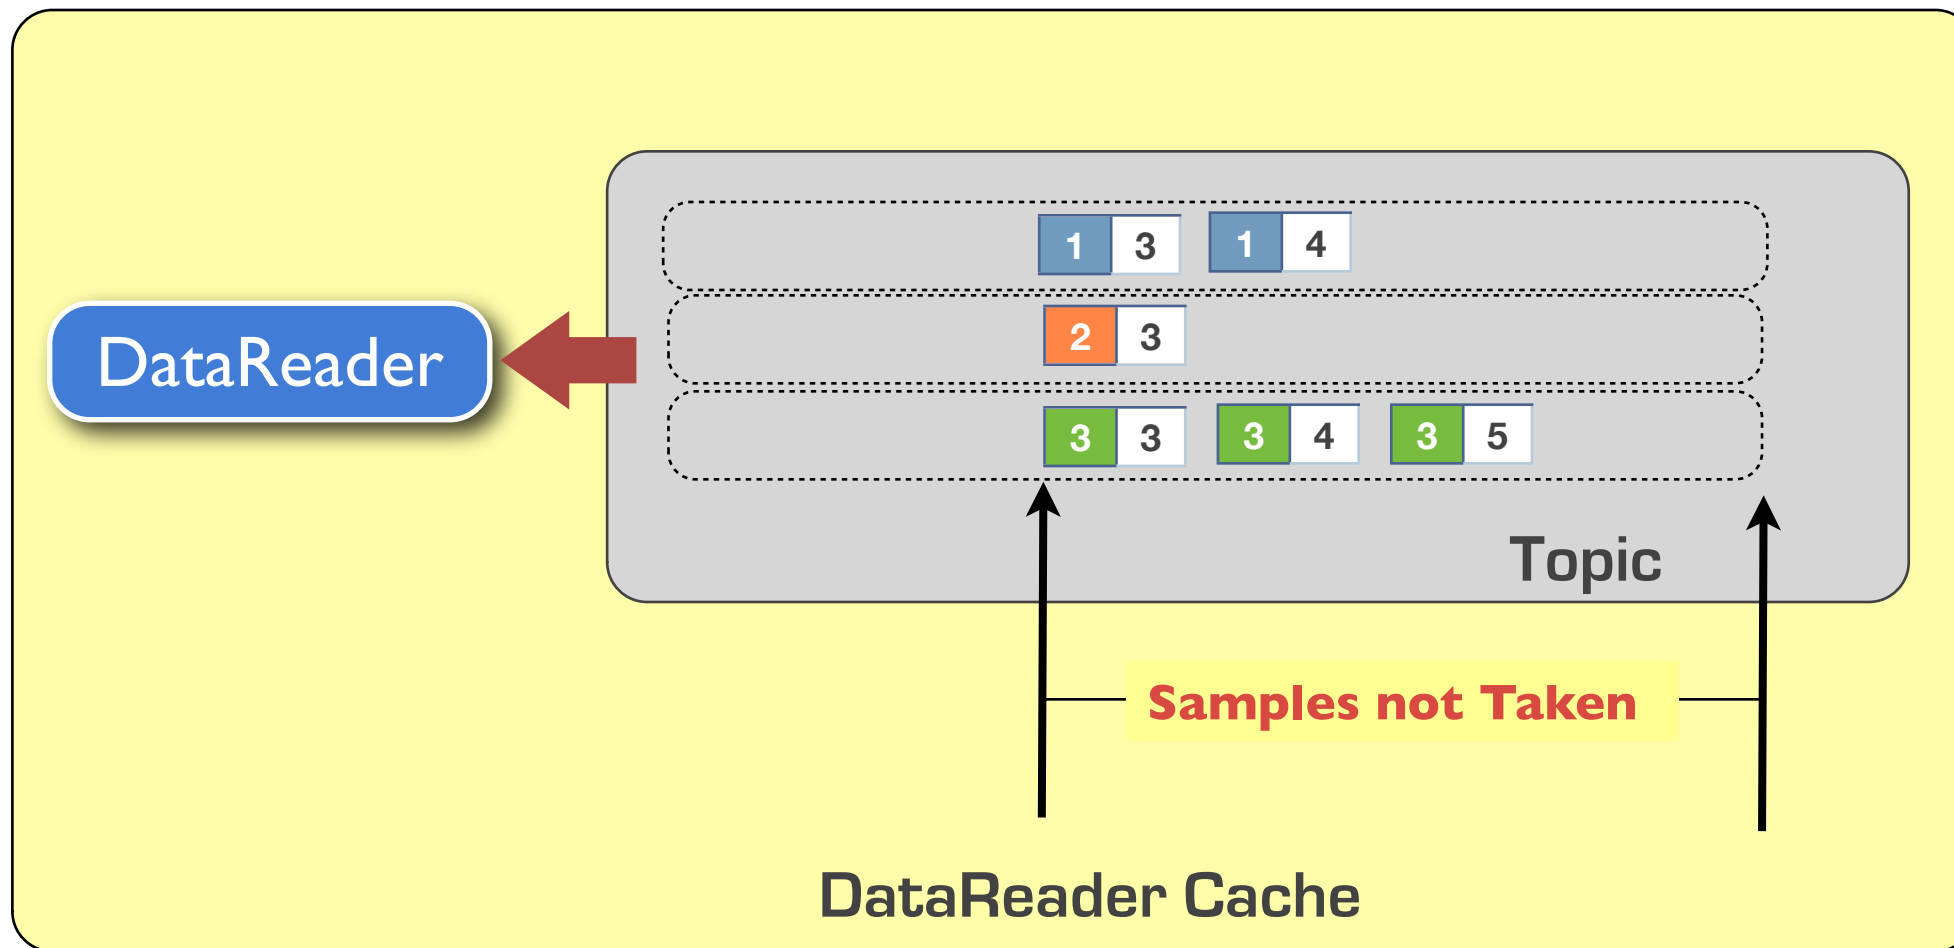 1 3 1 4
2 3
DataReader
3 3 3 4 3 5
Topic
Samples not Taken
DataReader Cache